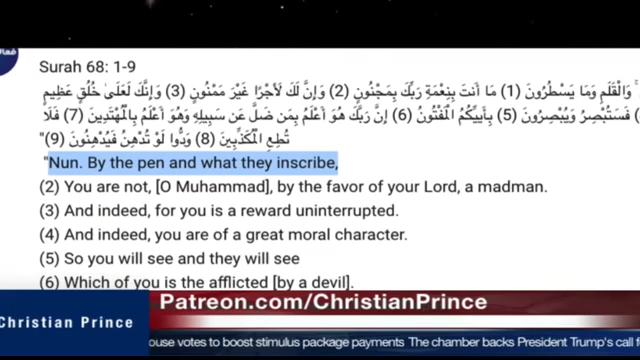 Surah 68: 1-9
وَالْقَلَمِ وَمَا يَسْطُرُونَ (1) مَا أَنتَ بِنِعْمَةِ رَبِّكَ بِمَجْنُونٍ (2) وَإِنَّ لَكَ لَأَجْرًا غَيْرَ مَمْنُونٍ (3) وَإِنَّكَ لَعَلَىٰ خُلُقٍ عَظِيمٍ
فَسَتُبْصِرُ وَيُبْصِرُونَ (5) بِأَييِّكُمُ الْمَفْتُونُ (6) إِنَّ رَبَّكَ هُوَ أَعْلَمُ بِمَن ضَلَّ عَن سَبِيلِهِ وَهُوَ أَعْلَمُ بِالْمُهْتَدِينَ (7) فَلَا
تُطِعِ الْمُكَذِّبِينَ (8) وَدُّوا لَوْ تُدْهِنُ فَيُدْهِنُونَ (9)"
"Nun. By the pen and what they inscribe,
(2) You are not, [O Muhammad], by the favor of your Lord, a madman.
(3) And indeed, for you is a reward uninterrupted.
(4) And indeed, you are of a great moral character.
(5) So you will see and they will see
(6) Which of you is the afflicted [by a devil].
Patreon.com/ChristianPrince
Christian Prince
ouse votes to boost stimulus package payments The chamber backs President Trump's call